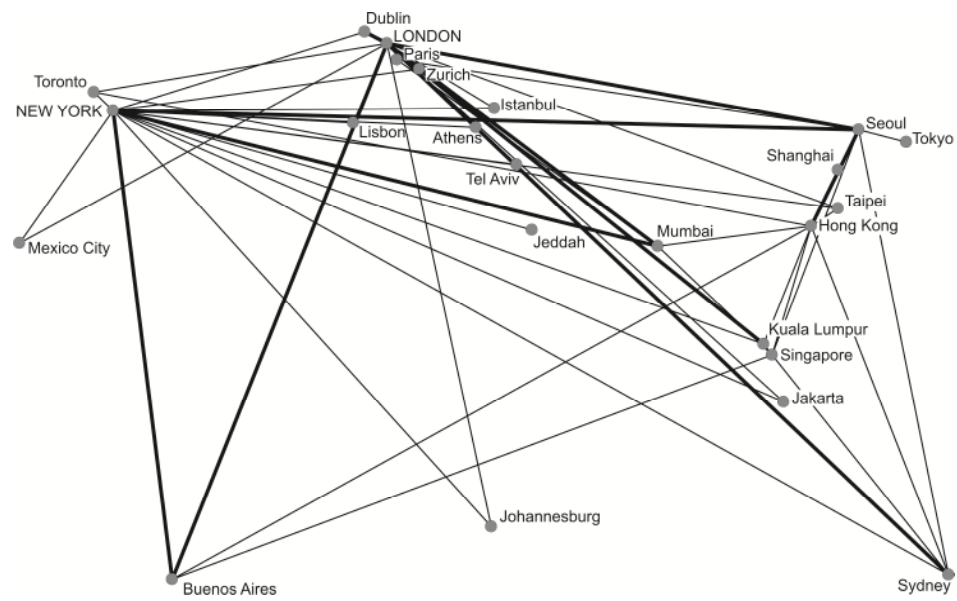 Dublin
LONDON
Paris
Zurich
Toronto
NEW YORK
Istanbul
Lisbon
Athens
Seoul
Tokyo
Shanghai
Tel Aviv
Taipei
Hong Kong
Mexico City
Jeddah
Mumbai
Kuala Lumpur
Singapore
Jakarta
Johannesburg
Buenos Aires
Sydney